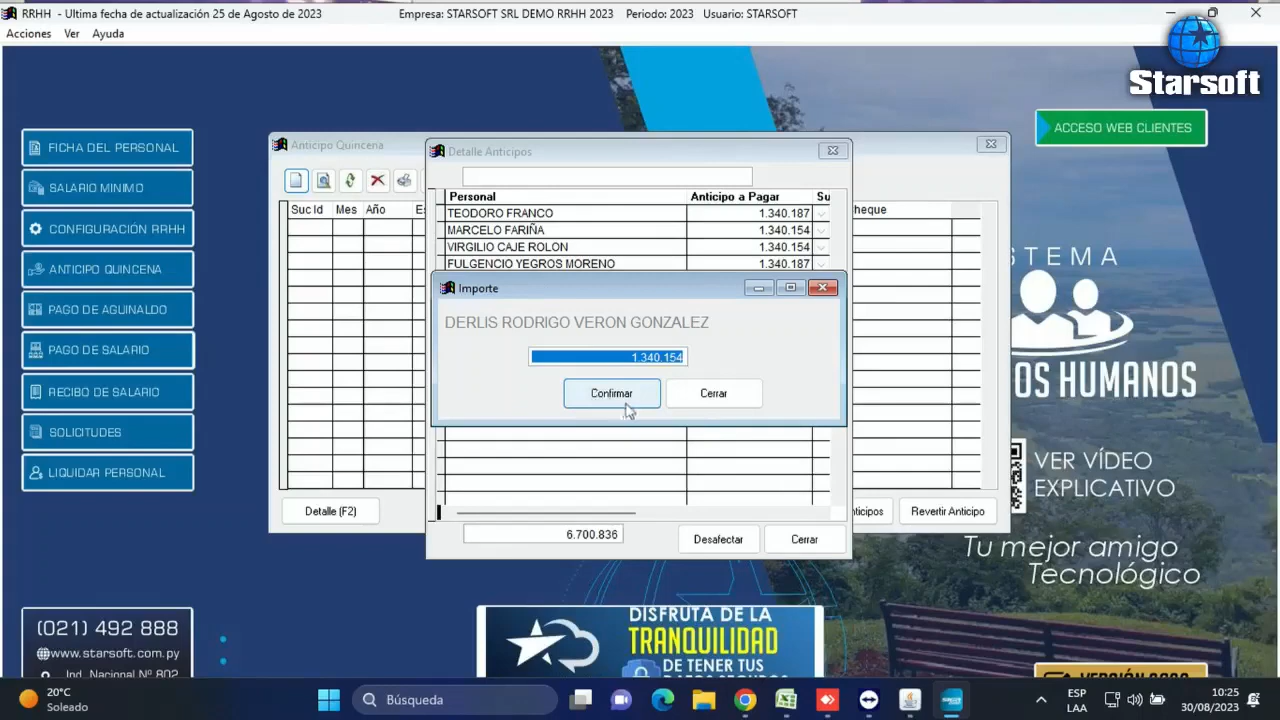 RRHH - Ultima fecha de actualización 25 de Agosto de 2023 Empresa: STARSOFT SRL DEMO RRHH 2023 Periodo: 2023 Usuario: STARSOFT
Acciones Ver Ayuda
Starsoft
ACCESO WEB CLIENTES
FICHA DEL PERSONAL
SALARIO MINIMO
CONFIGURACIÓN RRHH
ANTICIPO QUINCENA
PAGO DE AGUINALDO
PAGO DE SALARIO
RECIBO DE SALARIO
SOLICITUDES
LIQUIDAR PERSONAL
Anticipo Quincena
Suc Id Mes Año
heque
Detalle (F2)
Revertir Anticipo
Detalle Anticipos
Personal Anticipo a Pagar Su
TEODORO FRANCO 1.340.187
MARCELO FARIÑA 1.340.154
VIRGILIO CAJE ROLON 1.340.154
FULGENCIO YEGROS MORENO 1.340.187
Importe
DERLIS RODRIGO VERON GONZALEZ
1.340.154
Confirmar Cerrar
6.700.836 Desafectar Cerrar
STEMA
OS HUMANOS
VER VÍDEO
EXPLICATIVO
Tu mejor amigo
Tecnológico
(021) 492 888
www.starsoft.com.py
Ind. Nacional Nº 802
DISFRUTA DE LA
TRANQUILIDAD
DE TENER TUS
20°C
Soleado
Búsqueda
ESP
LAA
10:25
30/08/2023